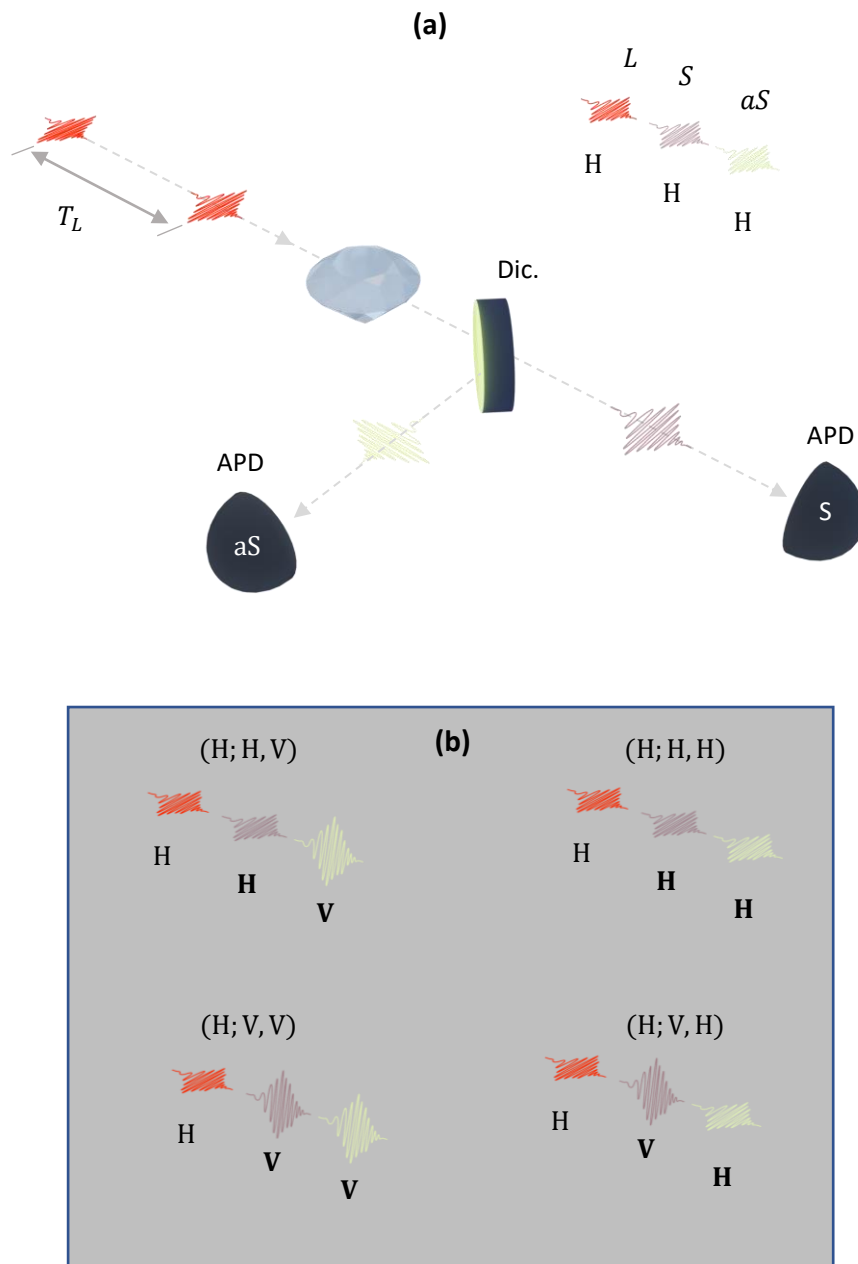 (a)
L
S
aS
H
H
H
T_L
Dic.
APD
aS
APD
S
(b)
(H; H, V)
H
H
V
(H; H, H)
H
H
H
(H; V, V)
H
V
V
(H; V, H)
H
V
H